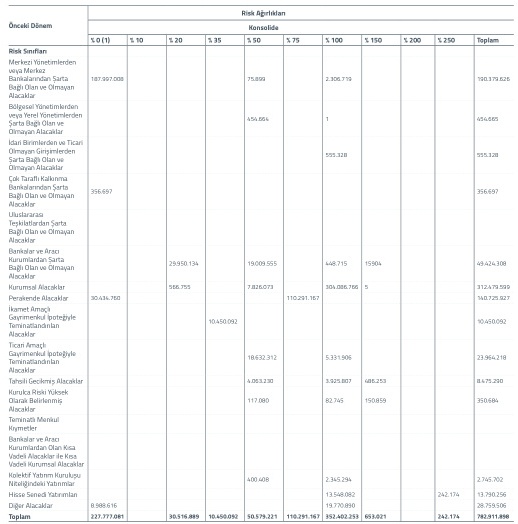 Risk Ağırlıkları
Önceki Dönem
Konsolide
% 0 (1) % 10 % 20 % 35 % 50 % 75 % 100 % 150 % 200 % 250 Toplam
Risk Sınıfları
Merkezi Yönetimlerden
veya Merkez
Bankalarından Şarta
Bağlı Olan ve Olmayan
Alacaklar
187.997.008 75.899 2.306.719 190.379.626
Bölgesel Yönetimlerden
veya Yerel Yönetimlerden
Şarta Bağlı Olan ve
Olmayan Alacaklar
454.664 1 454.665
İdari Birimlerden ve Ticari
Olmayan Girişimlerden
Şarta Bağlı Olan ve
Olmayan Alacaklar
555.328 555.328
Çok Taraflı Kalkınma
Bankalarından Şarta
Bağlı Olan ve Olmayan
Alacaklar
356.697 356.697
Uluslararası
Teşkilatlardan Şarta
Bağlı Olan ve Olmayan
Alacaklar
Bankalar ve Aracı
Kurumlardan Şarta
Bağlı Olan ve Olmayan
Alacaklar
29.950.134 19.009.555 448.715 15904 49.424.308
Kurumsal Alacaklar 566.755 7.826.073 304.086.766 5 312.479.599
Perakende Alacaklar 30.434.760 110.291.167 140.725.927
İkamet Amaçlı
Gayrimenkul İpoteğiyle
Teminatlandırılan
Alacaklar
10.450.092 10.450.092
Ticari Amaçlı
Gayrimenkul İpoteğiyle
Teminatlandırılan
Alacaklar
18.632.312 5.331.906 23.964.218
Tahsili Gecikmiş Alacaklar 4.063.230 3.925.807 486.253 8.475.290
Kurulca Riski Yüksek
Olarak Belirlenmiş
Alacaklar
117.080 82.745 150.859 350.684
Teminatlı Menkul
Kıymetler
Bankalar ve Aracı
Kurumlardan Olan Kısa
Vadeli Alacaklar ile Kısa
Vadeli Kurumsal Alacaklar
Kolektif Yatırım Kuruluşu
Niteliğindeki Yatırımlar
400.408 2.345.294 2.745.702
Hisse Senedi Yatırımları 13.548.082 242.174 13.790.256
Diğer Alacaklar 8.988.616 19.770.890 28.759.506
Toplam 227.777.081 30.516.889 10.450.092 50.579.221 110.291.167 352.402.253 653.021 242.174 782.911.898